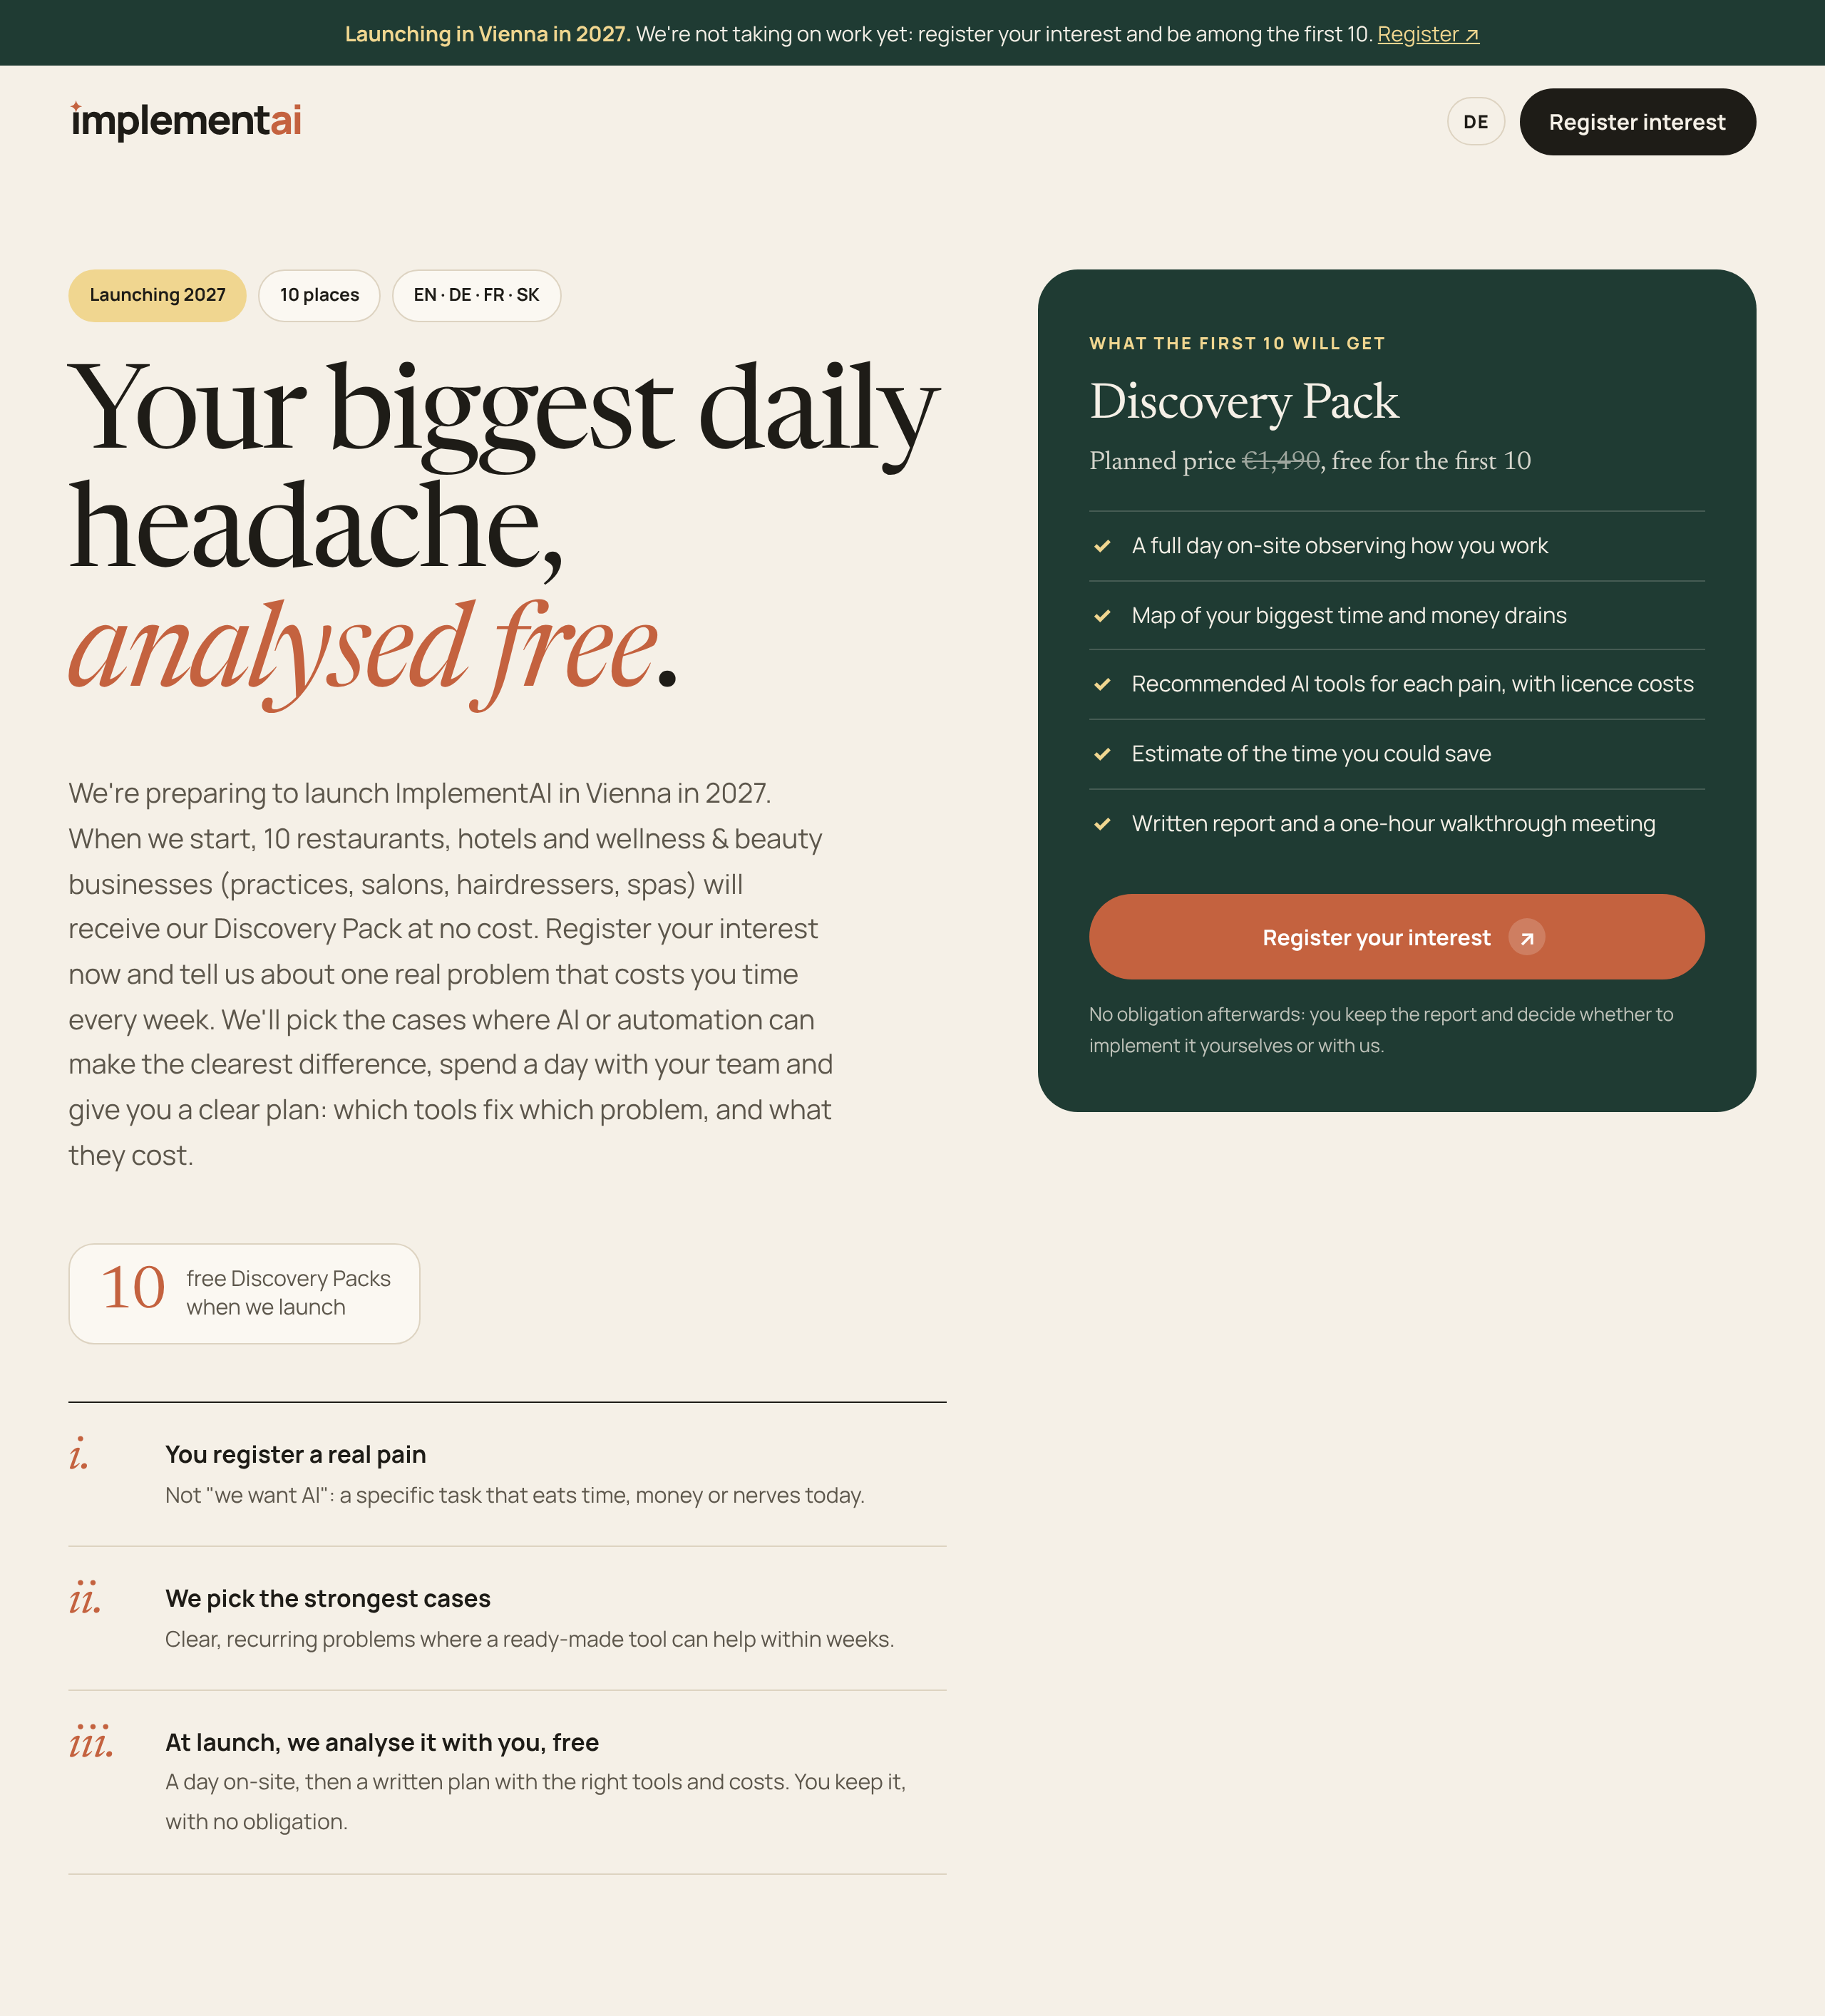 Launching in Vienna in 2027. We're not taking on work yet: register your interest and be among the first 10. Register ↗
implementai
DE
Register interest
Launching 2027
10 places
EN · DE · FR · SK
Your biggest daily
headache,
analysed free.
We're preparing to launch ImplementAI in Vienna in 2027.
When we start, 10 restaurants, hotels and wellness & beauty
businesses (practices, salons, hairdressers, spas) will
receive our Discovery Pack at no cost. Register your interest
now and tell us about one real problem that costs you time
every week. We'll pick the cases where AI or automation can
make the clearest difference, spend a day with your team and
give you a clear plan: which tools fix which problem, and what
they cost.
10
free Discovery Packs
when we launch
i.
You register a real pain
Not "we want AI": a specific task that eats time, money or nerves today.
ii.
We pick the strongest cases
Clear, recurring problems where a ready-made tool can help within weeks.
iii.
At launch, we analyse it with you, free
A day on-site, then a written plan with the right tools and costs. You keep it,
with no obligation.
WHAT THE FIRST 10 WILL GET
Discovery Pack
Planned price €1,490, free for the first 10
✓ A full day on-site observing how you work
✓ Map of your biggest time and money drains
✓ Recommended AI tools for each pain, with licence costs
✓ Estimate of the time you could save
✓ Written report and a one-hour walkthrough meeting
Register your interest ↗
No obligation afterwards: you keep the report and decide whether to
implement it yourselves or with us.